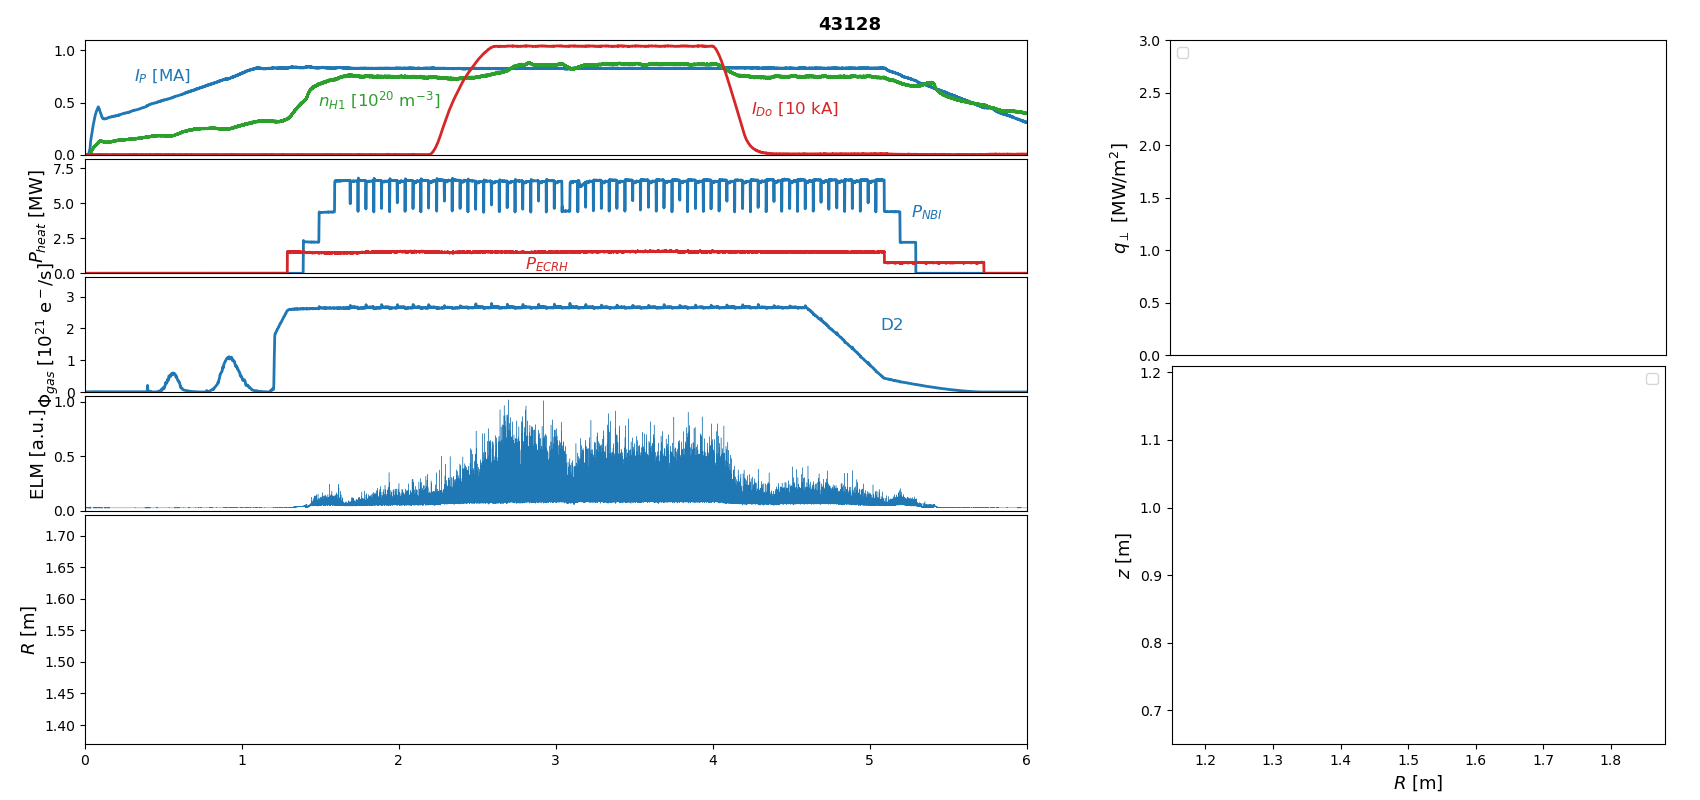 43128
1.0
0.5
0.0
I_P [MA]
n_H1 [10^20 m^−3]
I_Do [10 kA]
P_heat [MW]
7.5
5.0
2.5
0.0
P_NBI
P_ECRH
Φ_gas [10^21 e^−/s]
3
2
1
0
D2
ELM [a.u.]
1.0
0.5
0.0
R [m]
1.70
1.65
1.60
1.55
1.50
1.45
1.40
0 1 2 3 4 5 6
q_⊥ [MW/m^2]
3.0
2.5
2.0
1.5
1.0
0.5
0.0
z [m]
1.2
1.1
1.0
0.9
0.8
0.7
1.2 1.3 1.4 1.5 1.6 1.7 1.8
R [m]